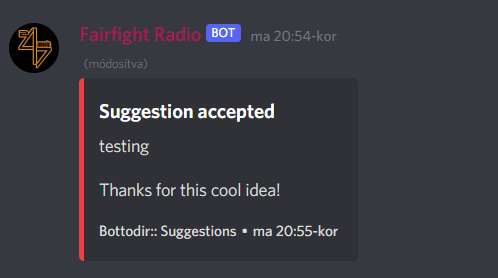 Fairfight Radio BOT ma 20:54-kor
(módosítva)
Suggestion accepted
testing
Thanks for this cool idea!
Bottodir:: Suggestions • ma 20:55-kor